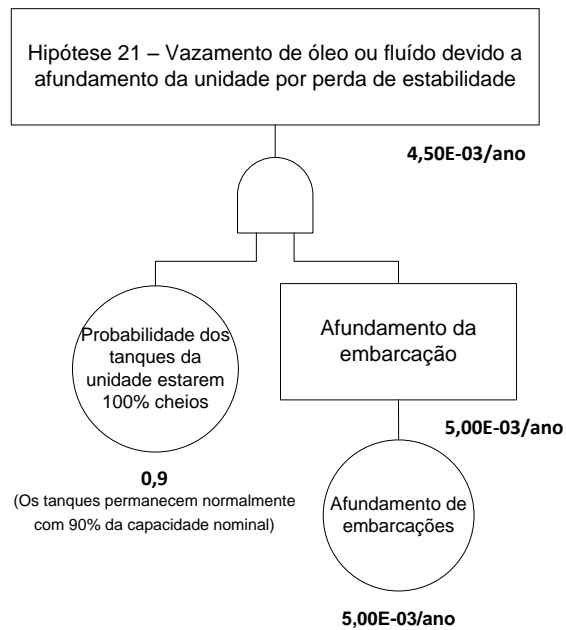 Hipótese 21 – Vazamento de óleo ou fluído devido a
afundamento da unidade por perda de estabilidade
4,50E-03/ano
Probabilidade dos
tanques da
unidade estarem
100% cheios
Afundamento da
embarcação
0,9
(Os tanques permanecem normalmente
com 90% da capacidade nominal)
5,00E-03/ano
Afundamento de
embarcações
5,00E-03/ano